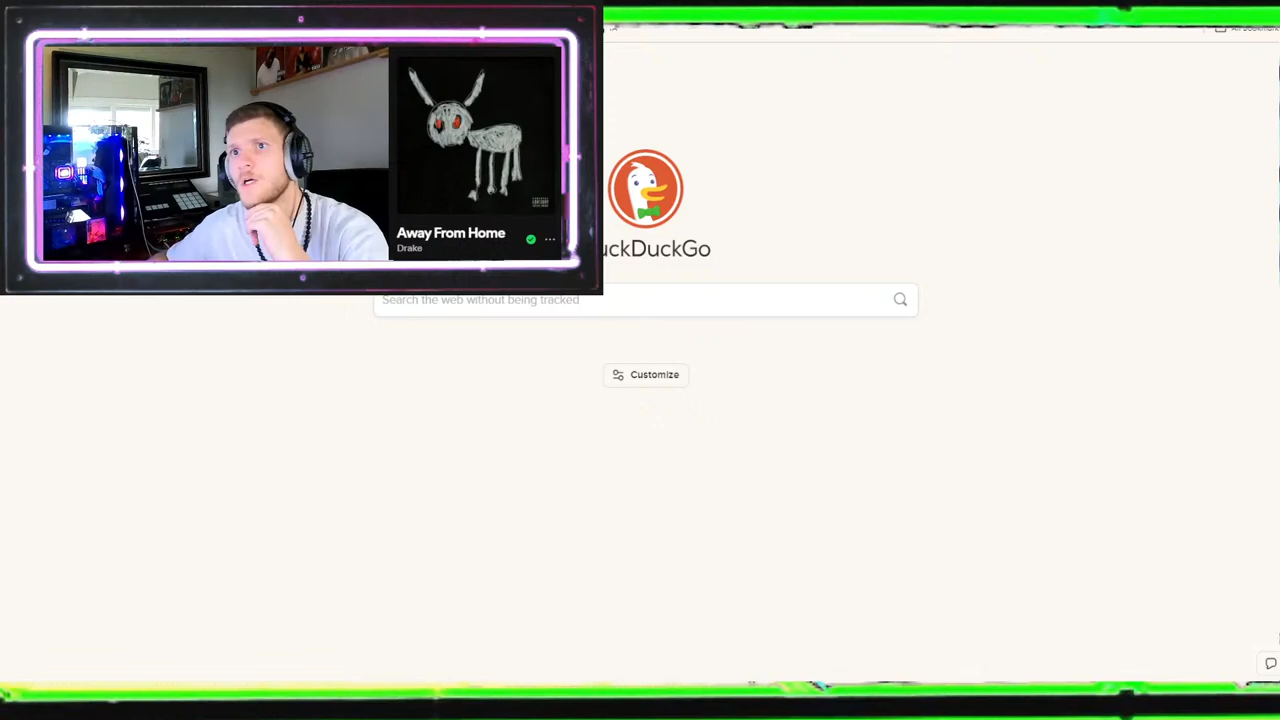 Away From Home
Drake
uckDuckGo
Search the web without being tracked
Customize